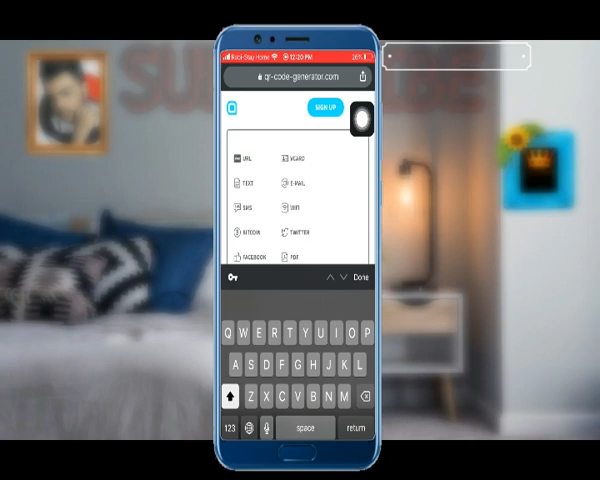 Robi-Stay Home 12:20 PM 26%
qr-code-generator.com
SIGN UP
URL VCARD
TEXT E-MAIL
SMS WIFI
BITCOIN TWITTER
FACEBOOK PDF
Done
Q W E R T Y U I O P
A S D F G H J K L
Z X C V B N M
123 space return